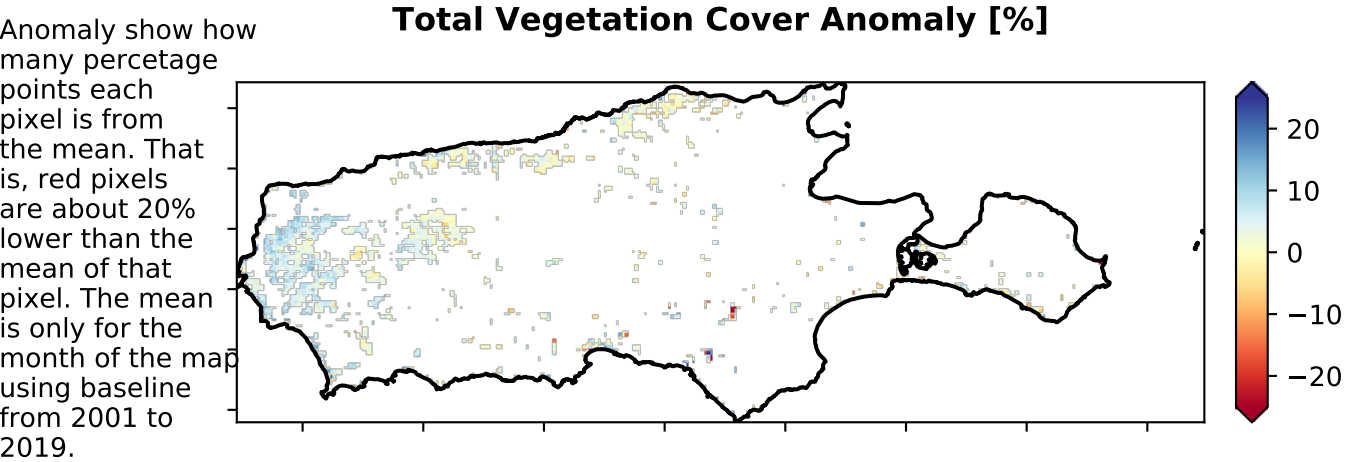 Total Vegetation Cover Anomaly [%]
Anomaly show how
many percetage
points each
pixel is from
the mean. That
is, red pixels
are about 20%
lower than the
mean of that
pixel. The mean
is only for the
month of the map
using baseline
from 2001 to
2019.
20
10
0
−10
−20